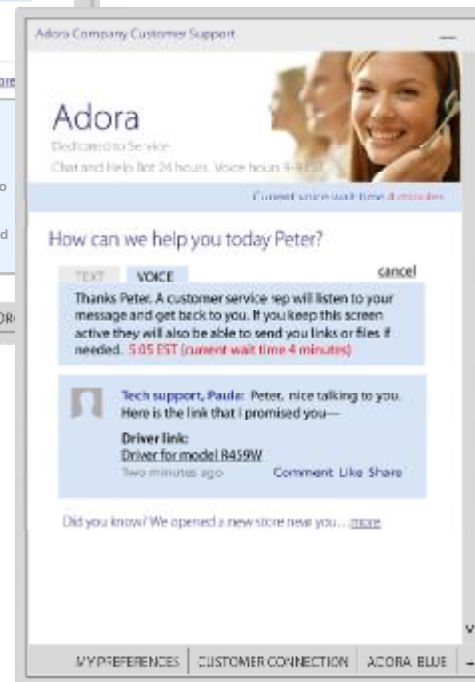 Adora Company Customer Support
Adora
Dedicated to Service
Chat and Help Bot 24 hours. Voice hours 9-9 EST
Current voice wait time 4 minutes
How can we help you today Peter?
TEXT VOICE cancel
Thanks Peter. A customer service rep will listen to your
message and get back to you. If you keep this screen
active they will also be able to send you links or files if
needed. 5:05 EST (current wait time 4 minutes)
Tech support, Paula: Peter, nice talking to you.
Here is the link that I promised you—
Driver link:
Driver for model R459W
Two minutes ago Comment Like Share
Did you know? We opened a new store near you....more
MY PREFERENCES CUSTOMER CONNECTION ADORA BLUE